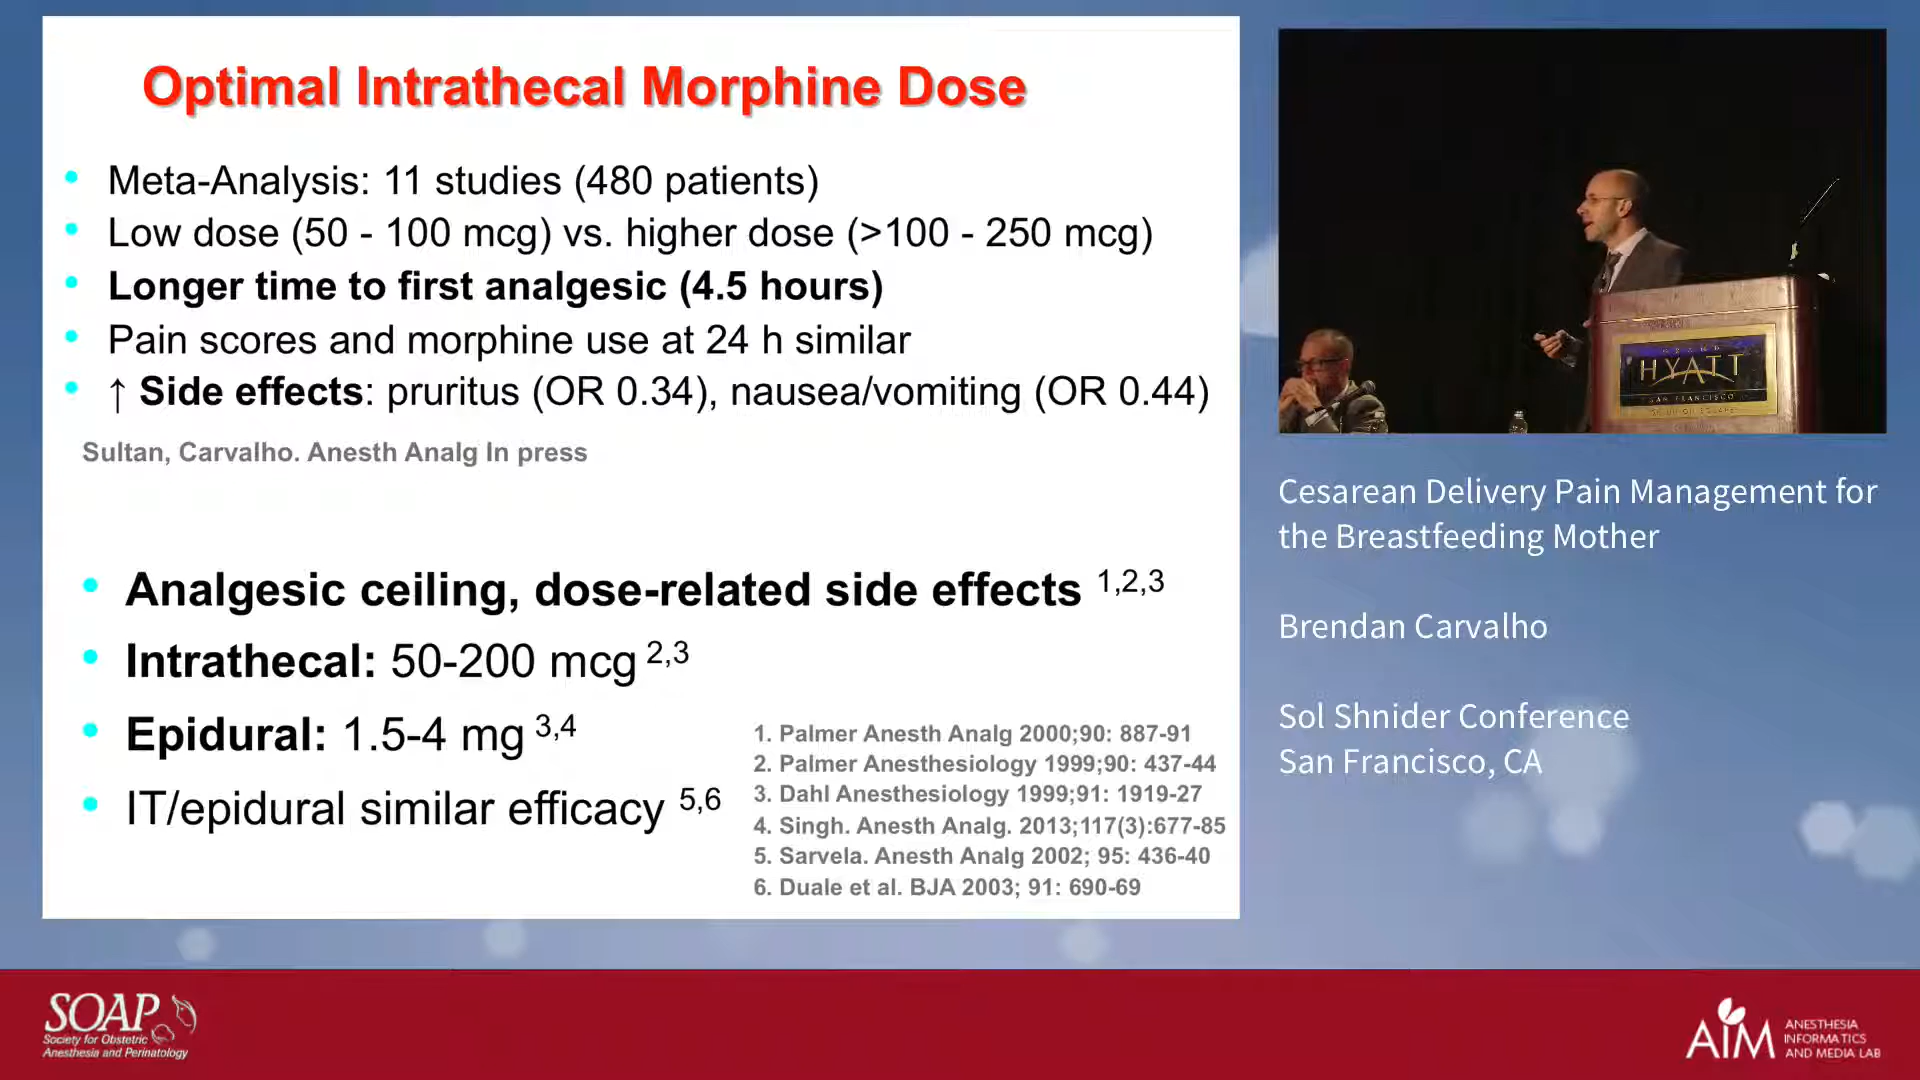 Optimal Intrathecal Morphine Dose
• Meta-Analysis: 11 studies (480 patients)
• Low dose (50 - 100 mcg) vs. higher dose (>100 - 250 mcg)
• Longer time to first analgesic (4.5 hours)
• Pain scores and morphine use at 24 h similar
• ↑ Side effects: pruritus (OR 0.34), nausea/vomiting (OR 0.44)
Sultan, Carvalho. Anesth Analg In press
• Analgesic ceiling, dose-related side effects 1,2,3
• Intrathecal: 50-200 mcg 2,3
• Epidural: 1.5-4 mg 3,4
• IT/epidural similar efficacy 5,6
1. Palmer Anesth Analg 2000;90: 887-91
2. Palmer Anesthesiology 1999;90: 437-44
3. Dahl Anesthesiology 1999;91: 1919-27
4. Singh. Anesth Analg. 2013;117(3):677-85
5. Sarvela. Anesth Analg 2002; 95: 436-40
6. Duale et al. BJA 2003; 91: 690-69
GRAND
HYATT
SAN FRANCISCO
Cesarean Delivery Pain Management for
the Breastfeeding Mother
Brendan Carvalho
Sol Shnider Conference
San Francisco, CA
SOAP
Society for Obstetric
Anesthesia and Perinatology
AIM
ANESTHESIA
INFORMATICS
AND MEDIA LAB